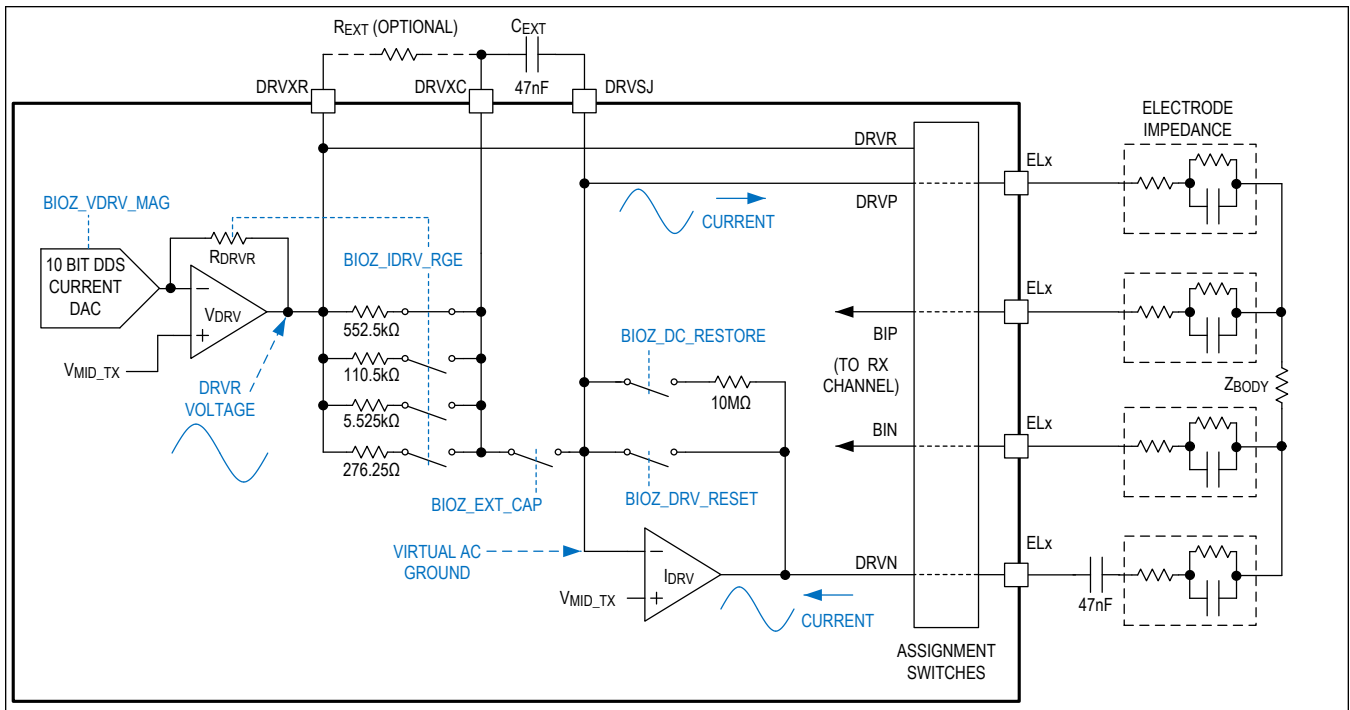 REXT (OPTIONAL)
CEXT
47nF
DRVXR
DRVXC
DRVSJ
ELECTRODE
IMPEDANCE
DRVR
ELx
DRVP
CURRENT
BIOZ_VDRV_MAG
10 BIT DDS
CURRENT
DAC
RDRVR
BIOZ_IDRV_RGE
VDRV
VMID_TX
552.5kΩ
110.5kΩ
5.525kΩ
276.25Ω
DRVR
VOLTAGE
BIOZ_EXT_CAP
BIOZ_DC_RESTORE
10MΩ
BIOZ_DRV_RESET
ELx
BIP
(TO RX
CHANNEL)
BIN
ELx
ZBODY
VIRTUAL AC
GROUND
VMID_TX
IDRV
DRVN
CURRENT
ELx
47nF
ASSIGNMENT
SWITCHES
-
+
-
+